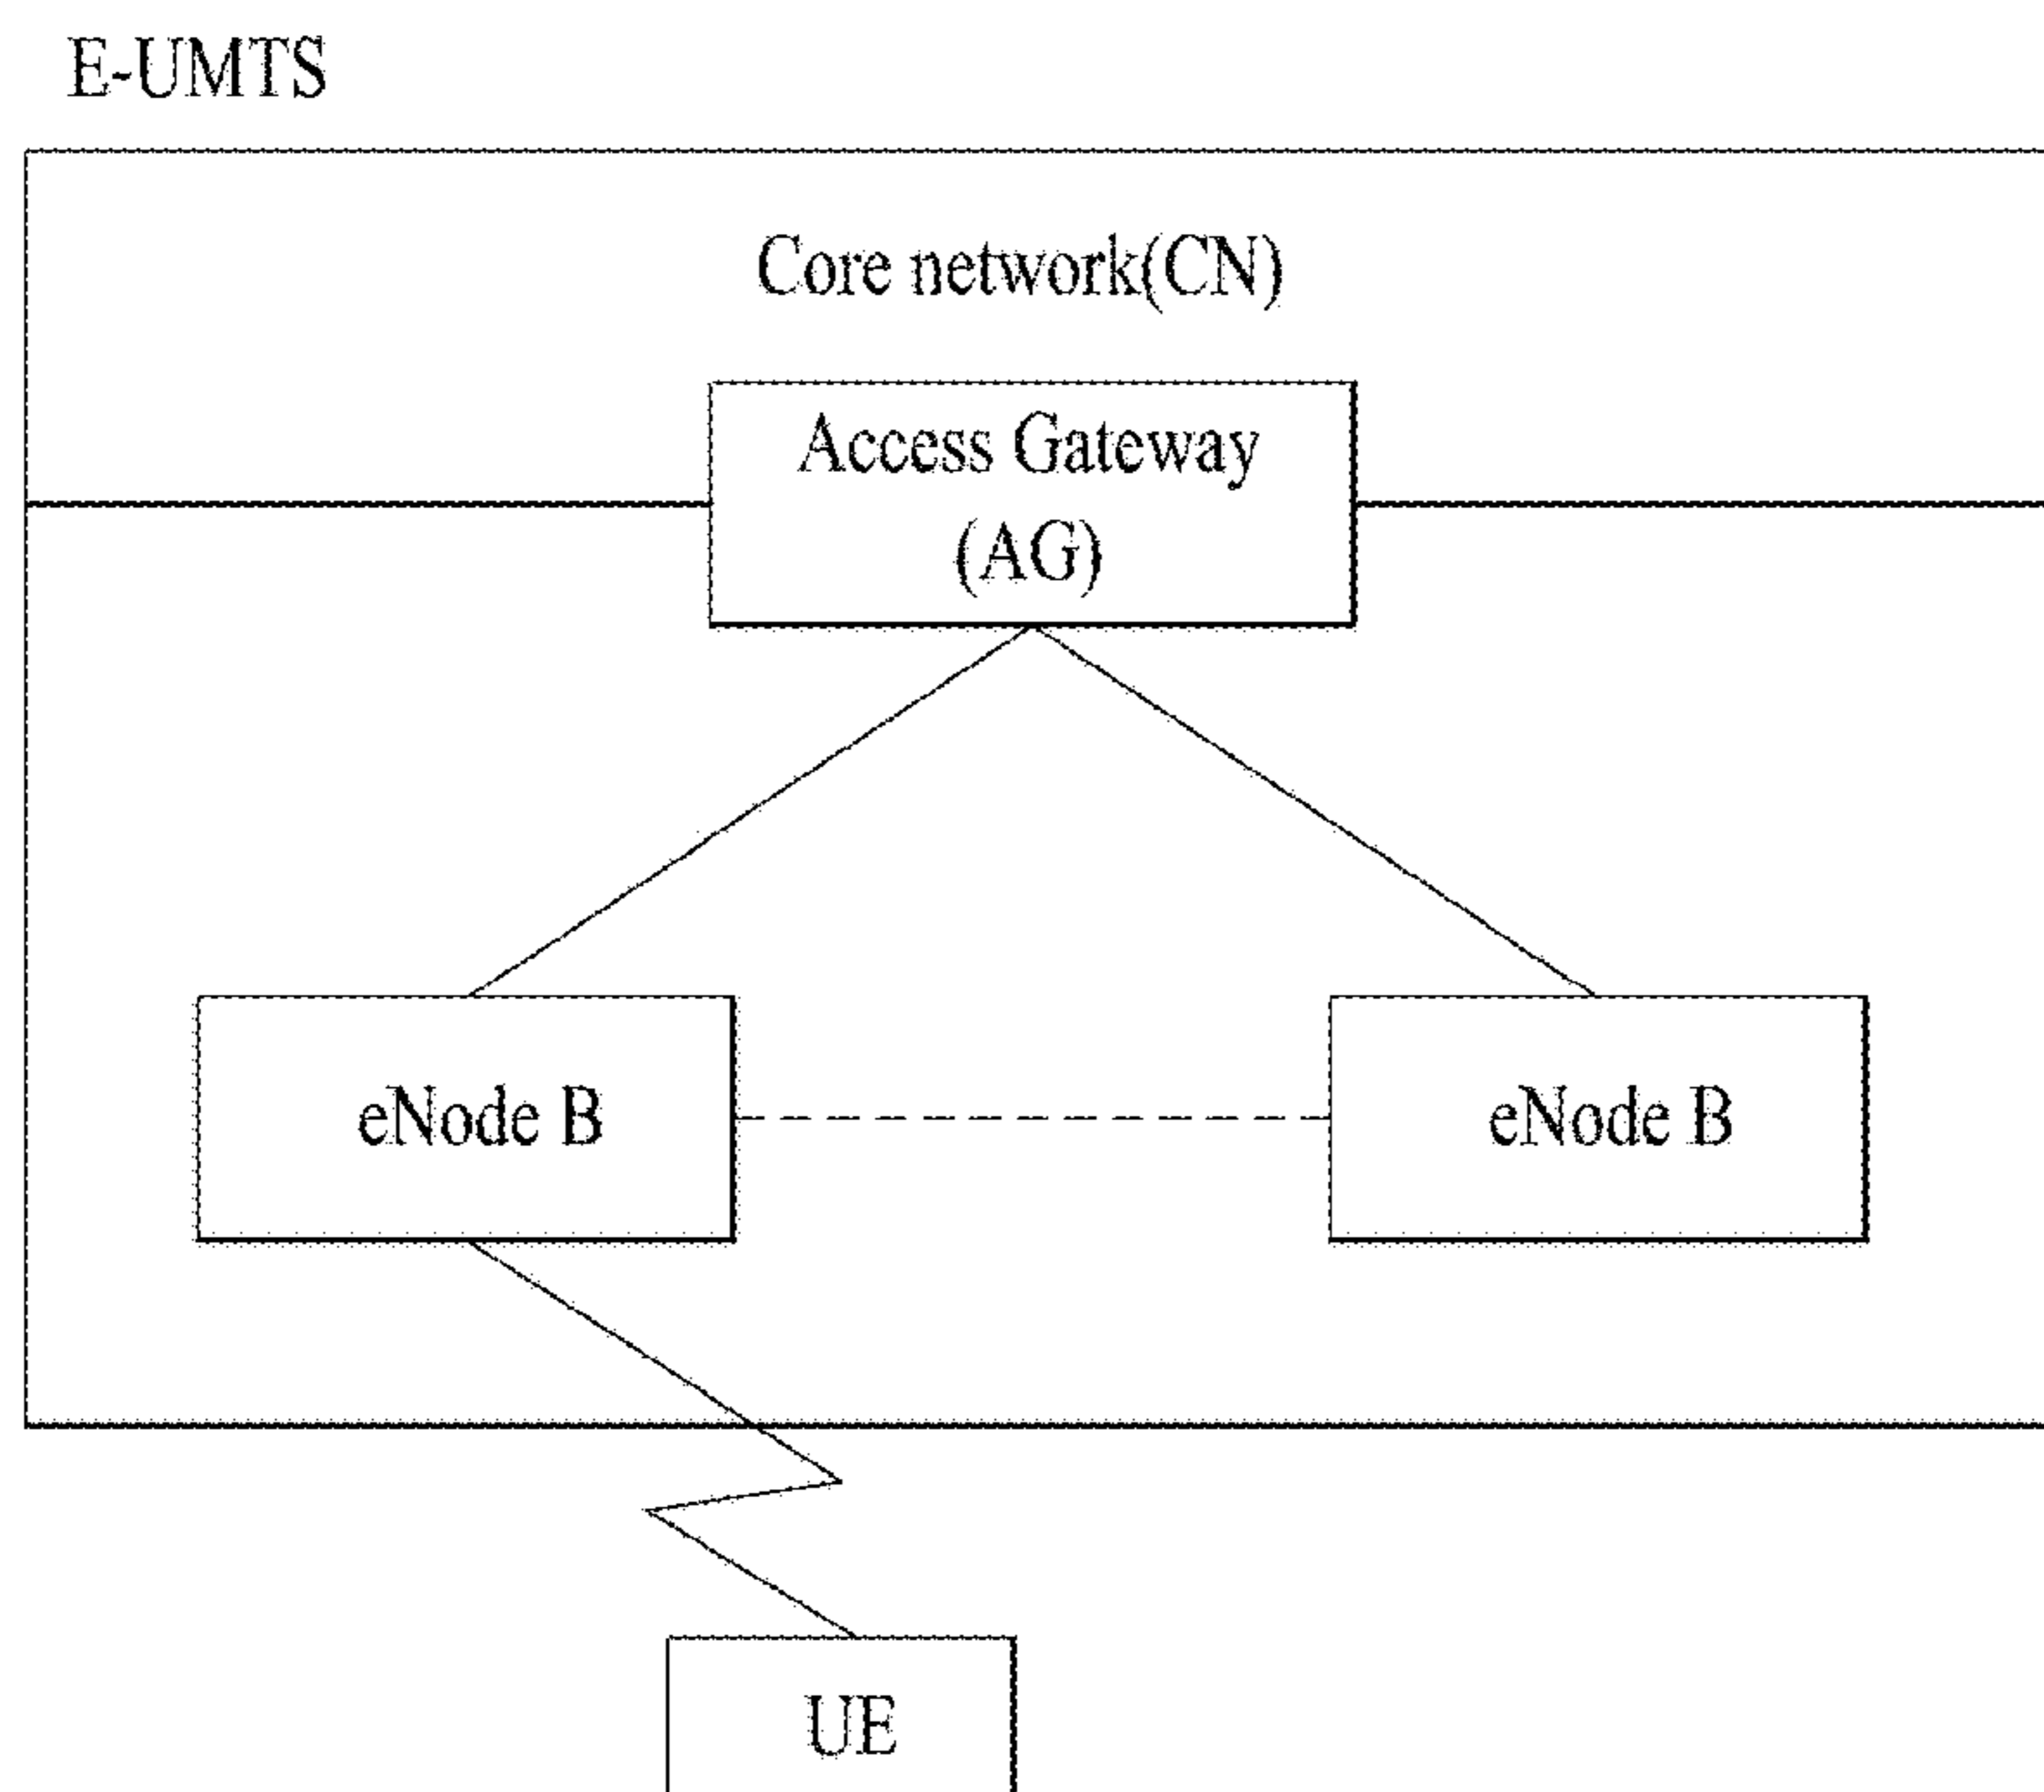 E-UMTS
Core network(CN)
Access Gateway
(AG)
eNode B
eNode B
UE